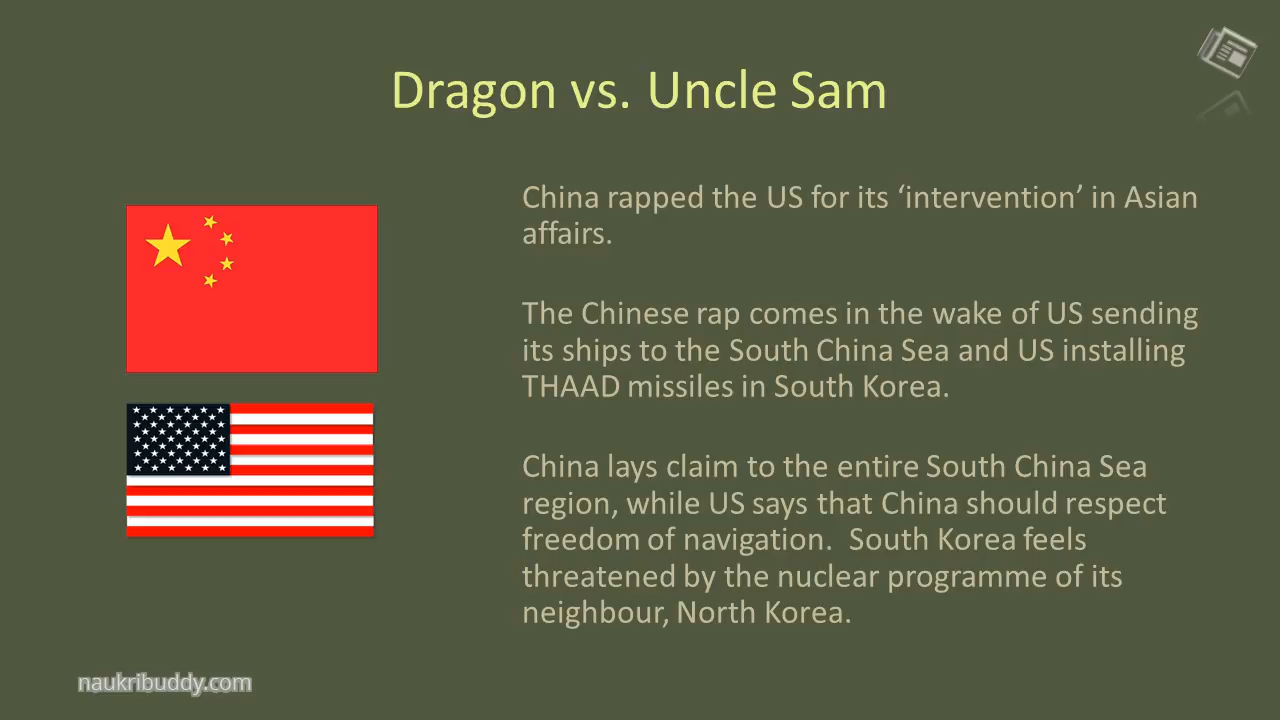 Dragon vs. Uncle Sam
China rapped the US for its ‘intervention’ in Asian
affairs.
The Chinese rap comes in the wake of US sending
its ships to the South China Sea and US installing
THAAD missiles in South Korea.
China lays claim to the entire South China Sea
region, while US says that China should respect
freedom of navigation.  South Korea feels
threatened by the nuclear programme of its
neighbour, North Korea.
naukribuddy.com